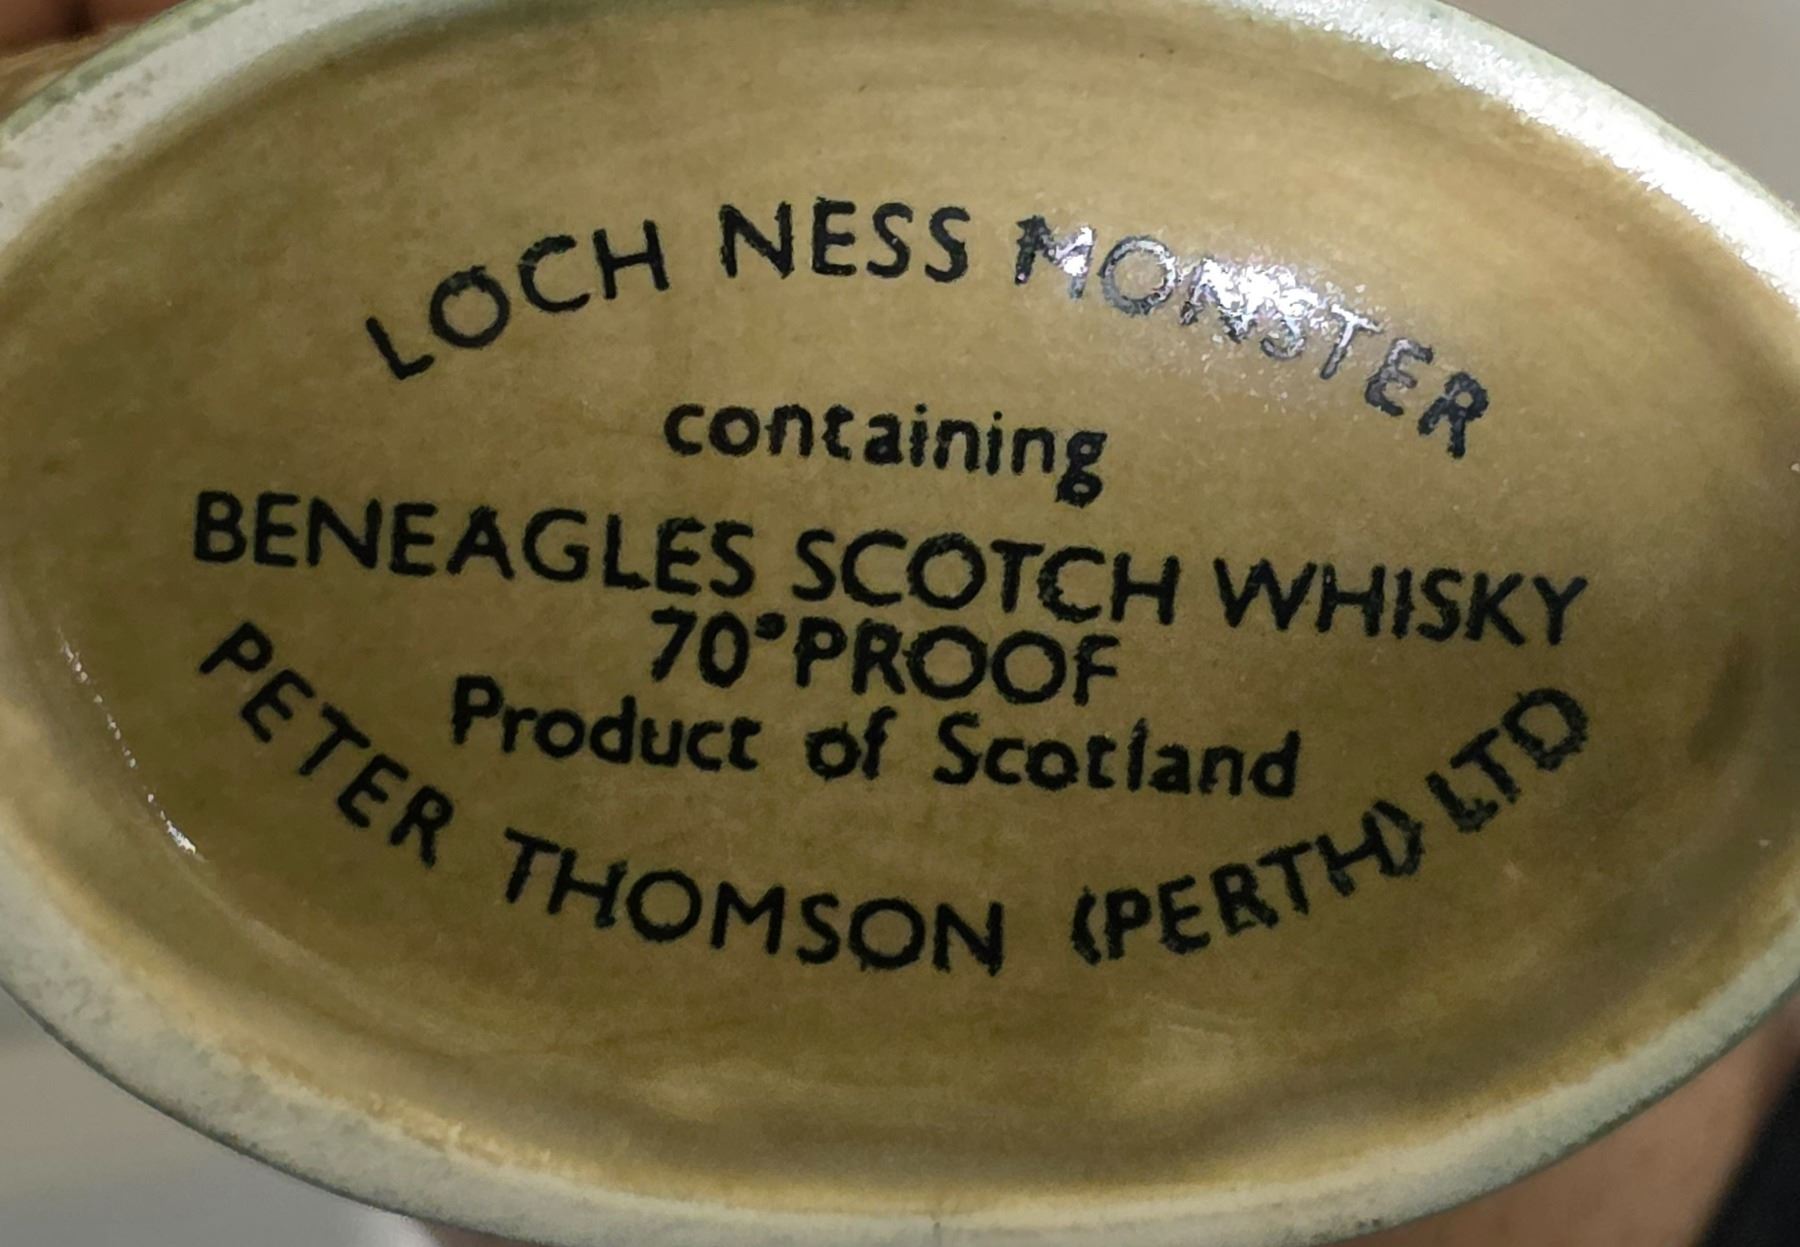 LOCH NESS MONSTER
containing
BENEAGLES SCOTCH WHISKY
70°PROOF
Product of Scotland
PETER THOMSON (PERTH) LTD